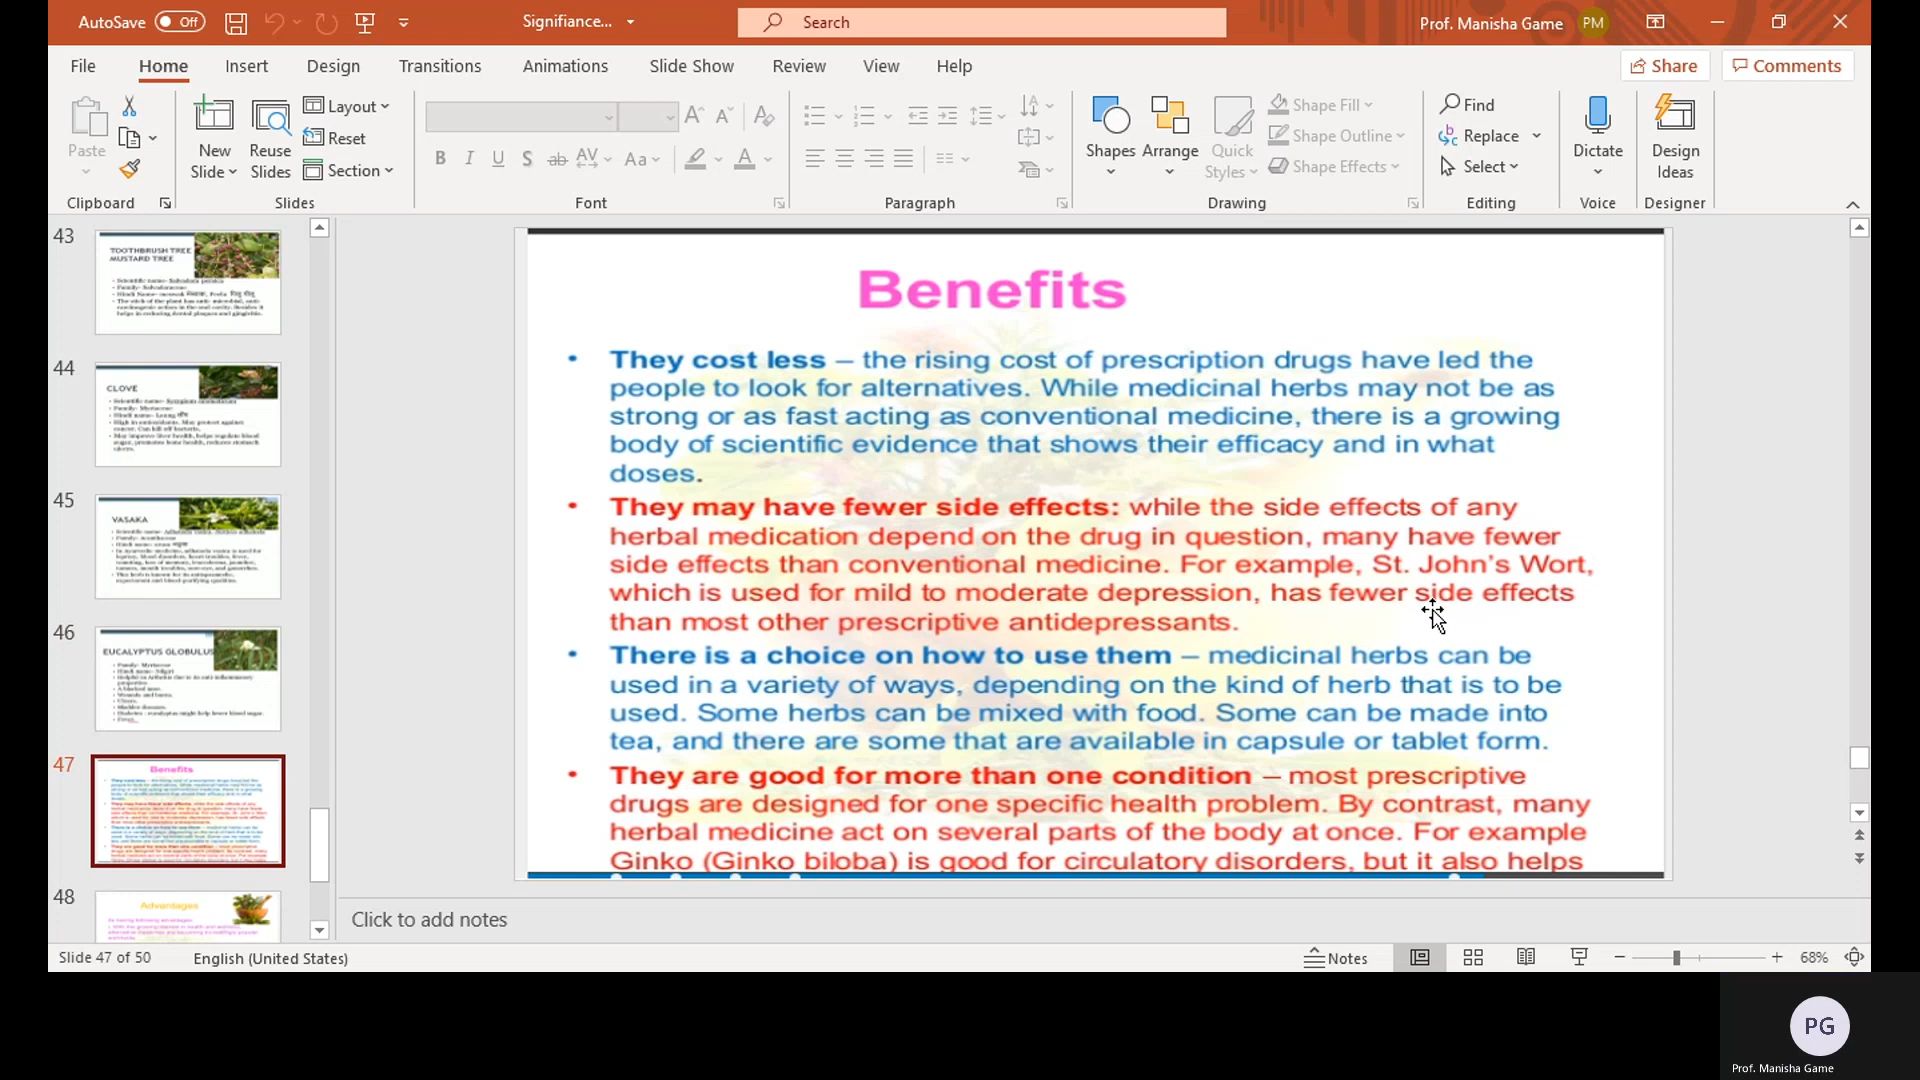 AutoSave Off Signifiance... Search Prof. Manisha Game PM
File Home Insert Design Transitions Animations Slide Show Review View Help Share Comments
Paste
New Slide
Reuse Slides
Layout
Reset
Section
Aa
Shapes Arrange Quick Styles
Shape Fill
Shape Outline
Shape Effects
Find
Replace
Select
Dictate
Design Ideas
Clipboard Slides Font Paragraph Drawing Editing Voice Designer
43
TOOTHBRUSH TREE
MUSTARD TREE
44
CLOVE
45
VASAKA
46
EUCALYPTUS GLOBULUS
47
Benefits
48
Advantages
Benefits
• They cost less – the rising cost of prescription drugs have led the
people to look for alternatives. While medicinal herbs may not be as
strong or as fast acting as conventional medicine, there is a growing
body of scientific evidence that shows their efficacy and in what
doses.
• They may have fewer side effects: while the side effects of any
herbal medication depend on the drug in question, many have fewer
side effects than conventional medicine. For example, St. John’s Wort,
which is used for mild to moderate depression, has fewer side effects
than most other prescriptive antidepressants.
• There is a choice on how to use them – medicinal herbs can be
used in a variety of ways, depending on the kind of herb that is to be
used. Some herbs can be mixed with food. Some can be made into
tea, and there are some that are available in capsule or tablet form.
• They are good for more than one condition – most prescriptive
drugs are designed for one specific health problem. By contrast, many
herbal medicine act on several parts of the body at once. For example
Ginko (Ginko biloba) is good for circulatory disorders, but it also helps
Click to add notes
Slide 47 of 50 English (United States) Notes 68%
PG
Prof. Manisha Game